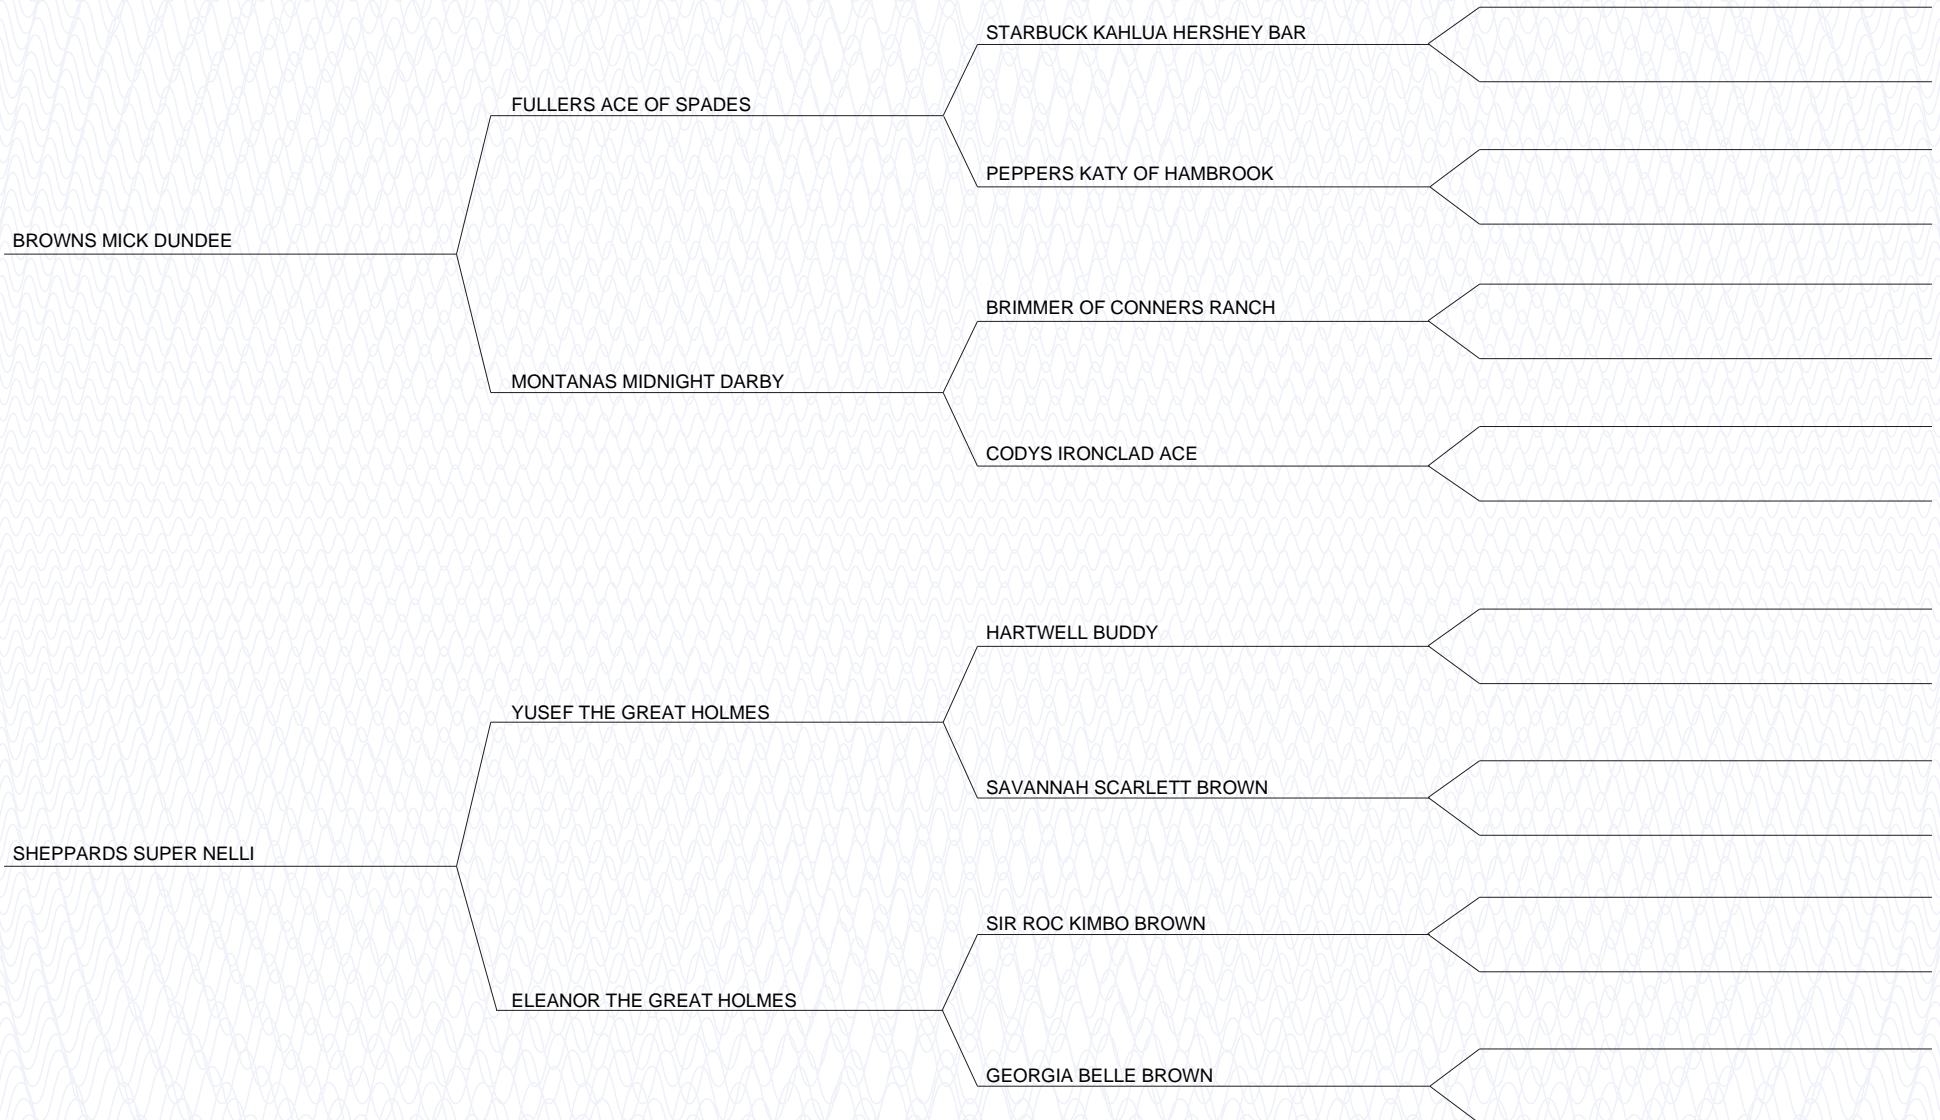 STARBUCK KAHLUA HERSHEY BAR
FULLERS ACE OF SPADES
PEPPERS KATY OF HAMBROOK
BROWNS MICK DUNDEE
BRIMMER OF CONNERS RANCH
MONTANAS MIDNIGHT DARBY
CODYS IRONCLAD ACE
HARTWELL BUDDY
YUSEF THE GREAT HOLMES
SAVANNAH SCARLETT BROWN
SHEPPARDS SUPER NELLI
SIR ROC KIMBO BROWN
ELEANOR THE GREAT HOLMES
GEORGIA BELLE BROWN